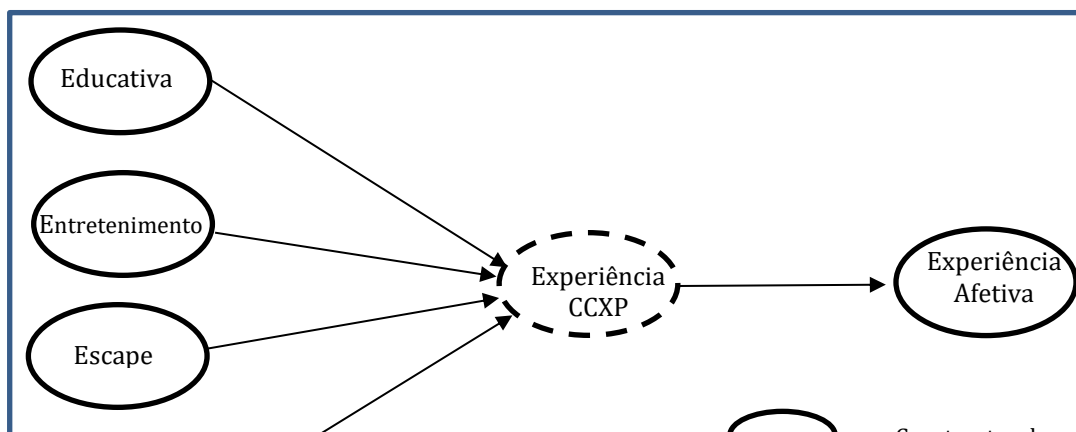 Educativa
Entretenimento
Experiência
CCXP
Experiência
Afetiva
Escape